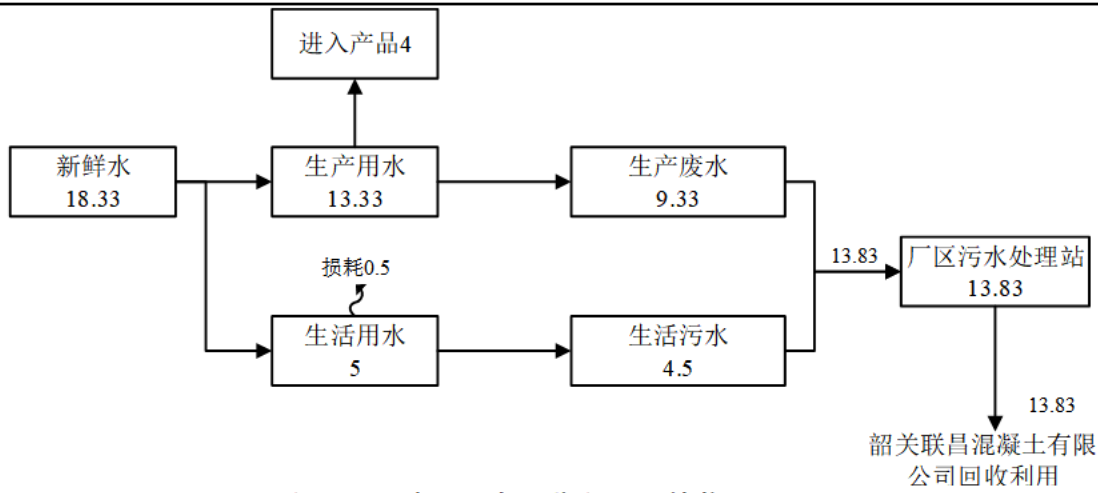 进入产品4
新鲜水
18.33
生产用水
13.33
生产废水
9.33
损耗0.5
13.83
厂区污水处理站
13.83
生活用水
5
生活污水
4.5
13.83
韶关联昌混凝土有限
公司回收利用